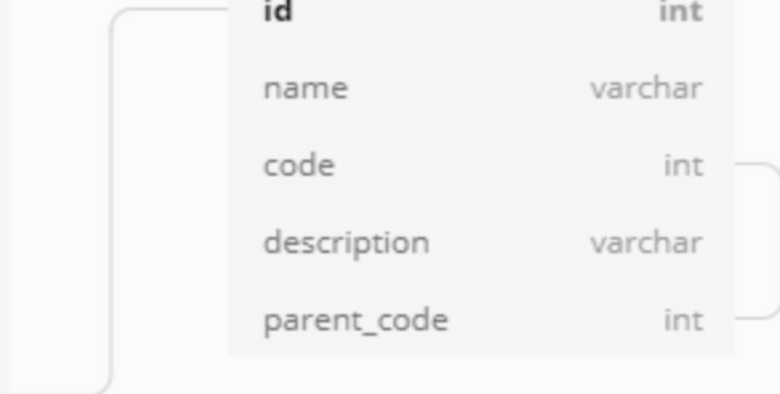 id int
name varchar
code int
description varchar
parent_code int